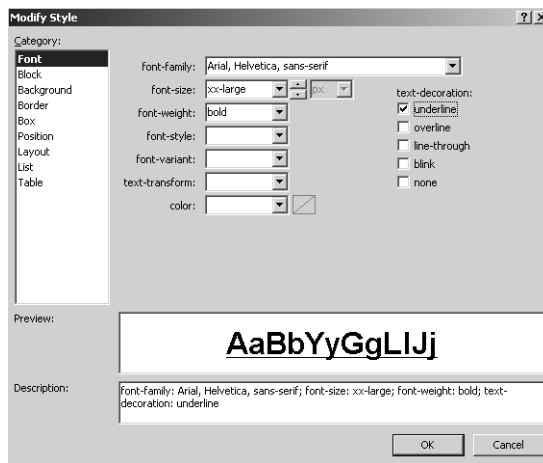 Modify Style
Category:
Font
Block
Background
Border
Box
Position
Layout
List
Table
font-family: Arial, Helvetica, sans-serif
font-size: xx-large px
font-weight: bold
font-style:
font-variant:
text-transform:
color:
text-decoration:
underline
overline
line-through
blink
none
Preview:
AaBbYyGgLlJj
Description:
font-family: Arial, Helvetica, sans-serif; font-size: xx-large; font-weight: bold; text-
decoration: underline
OK Cancel